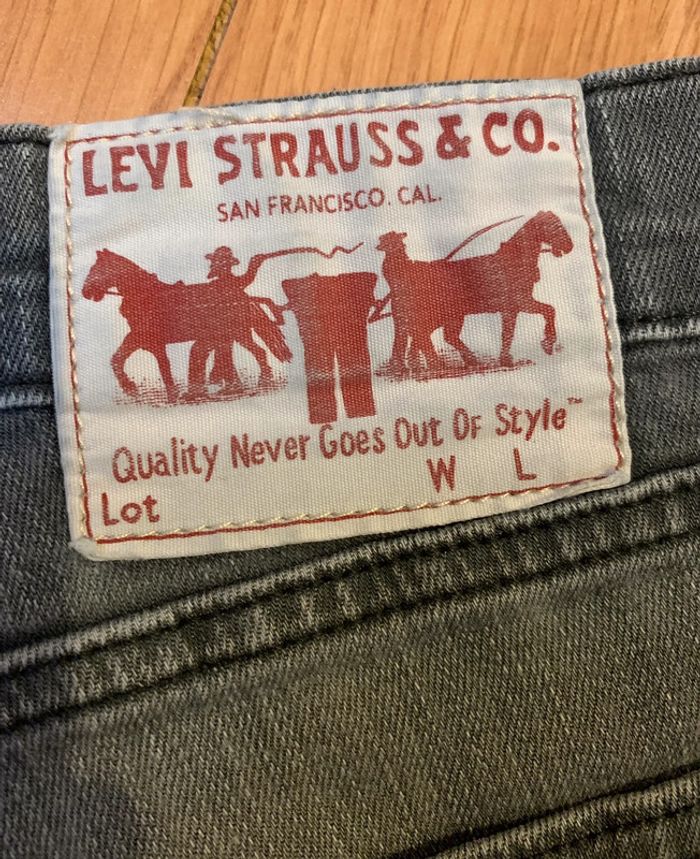 LEVI STRAUSS & CO.
SAN FRANCISCO. CAL.
Quality Never Goes Out Of Style™
W L
Lot